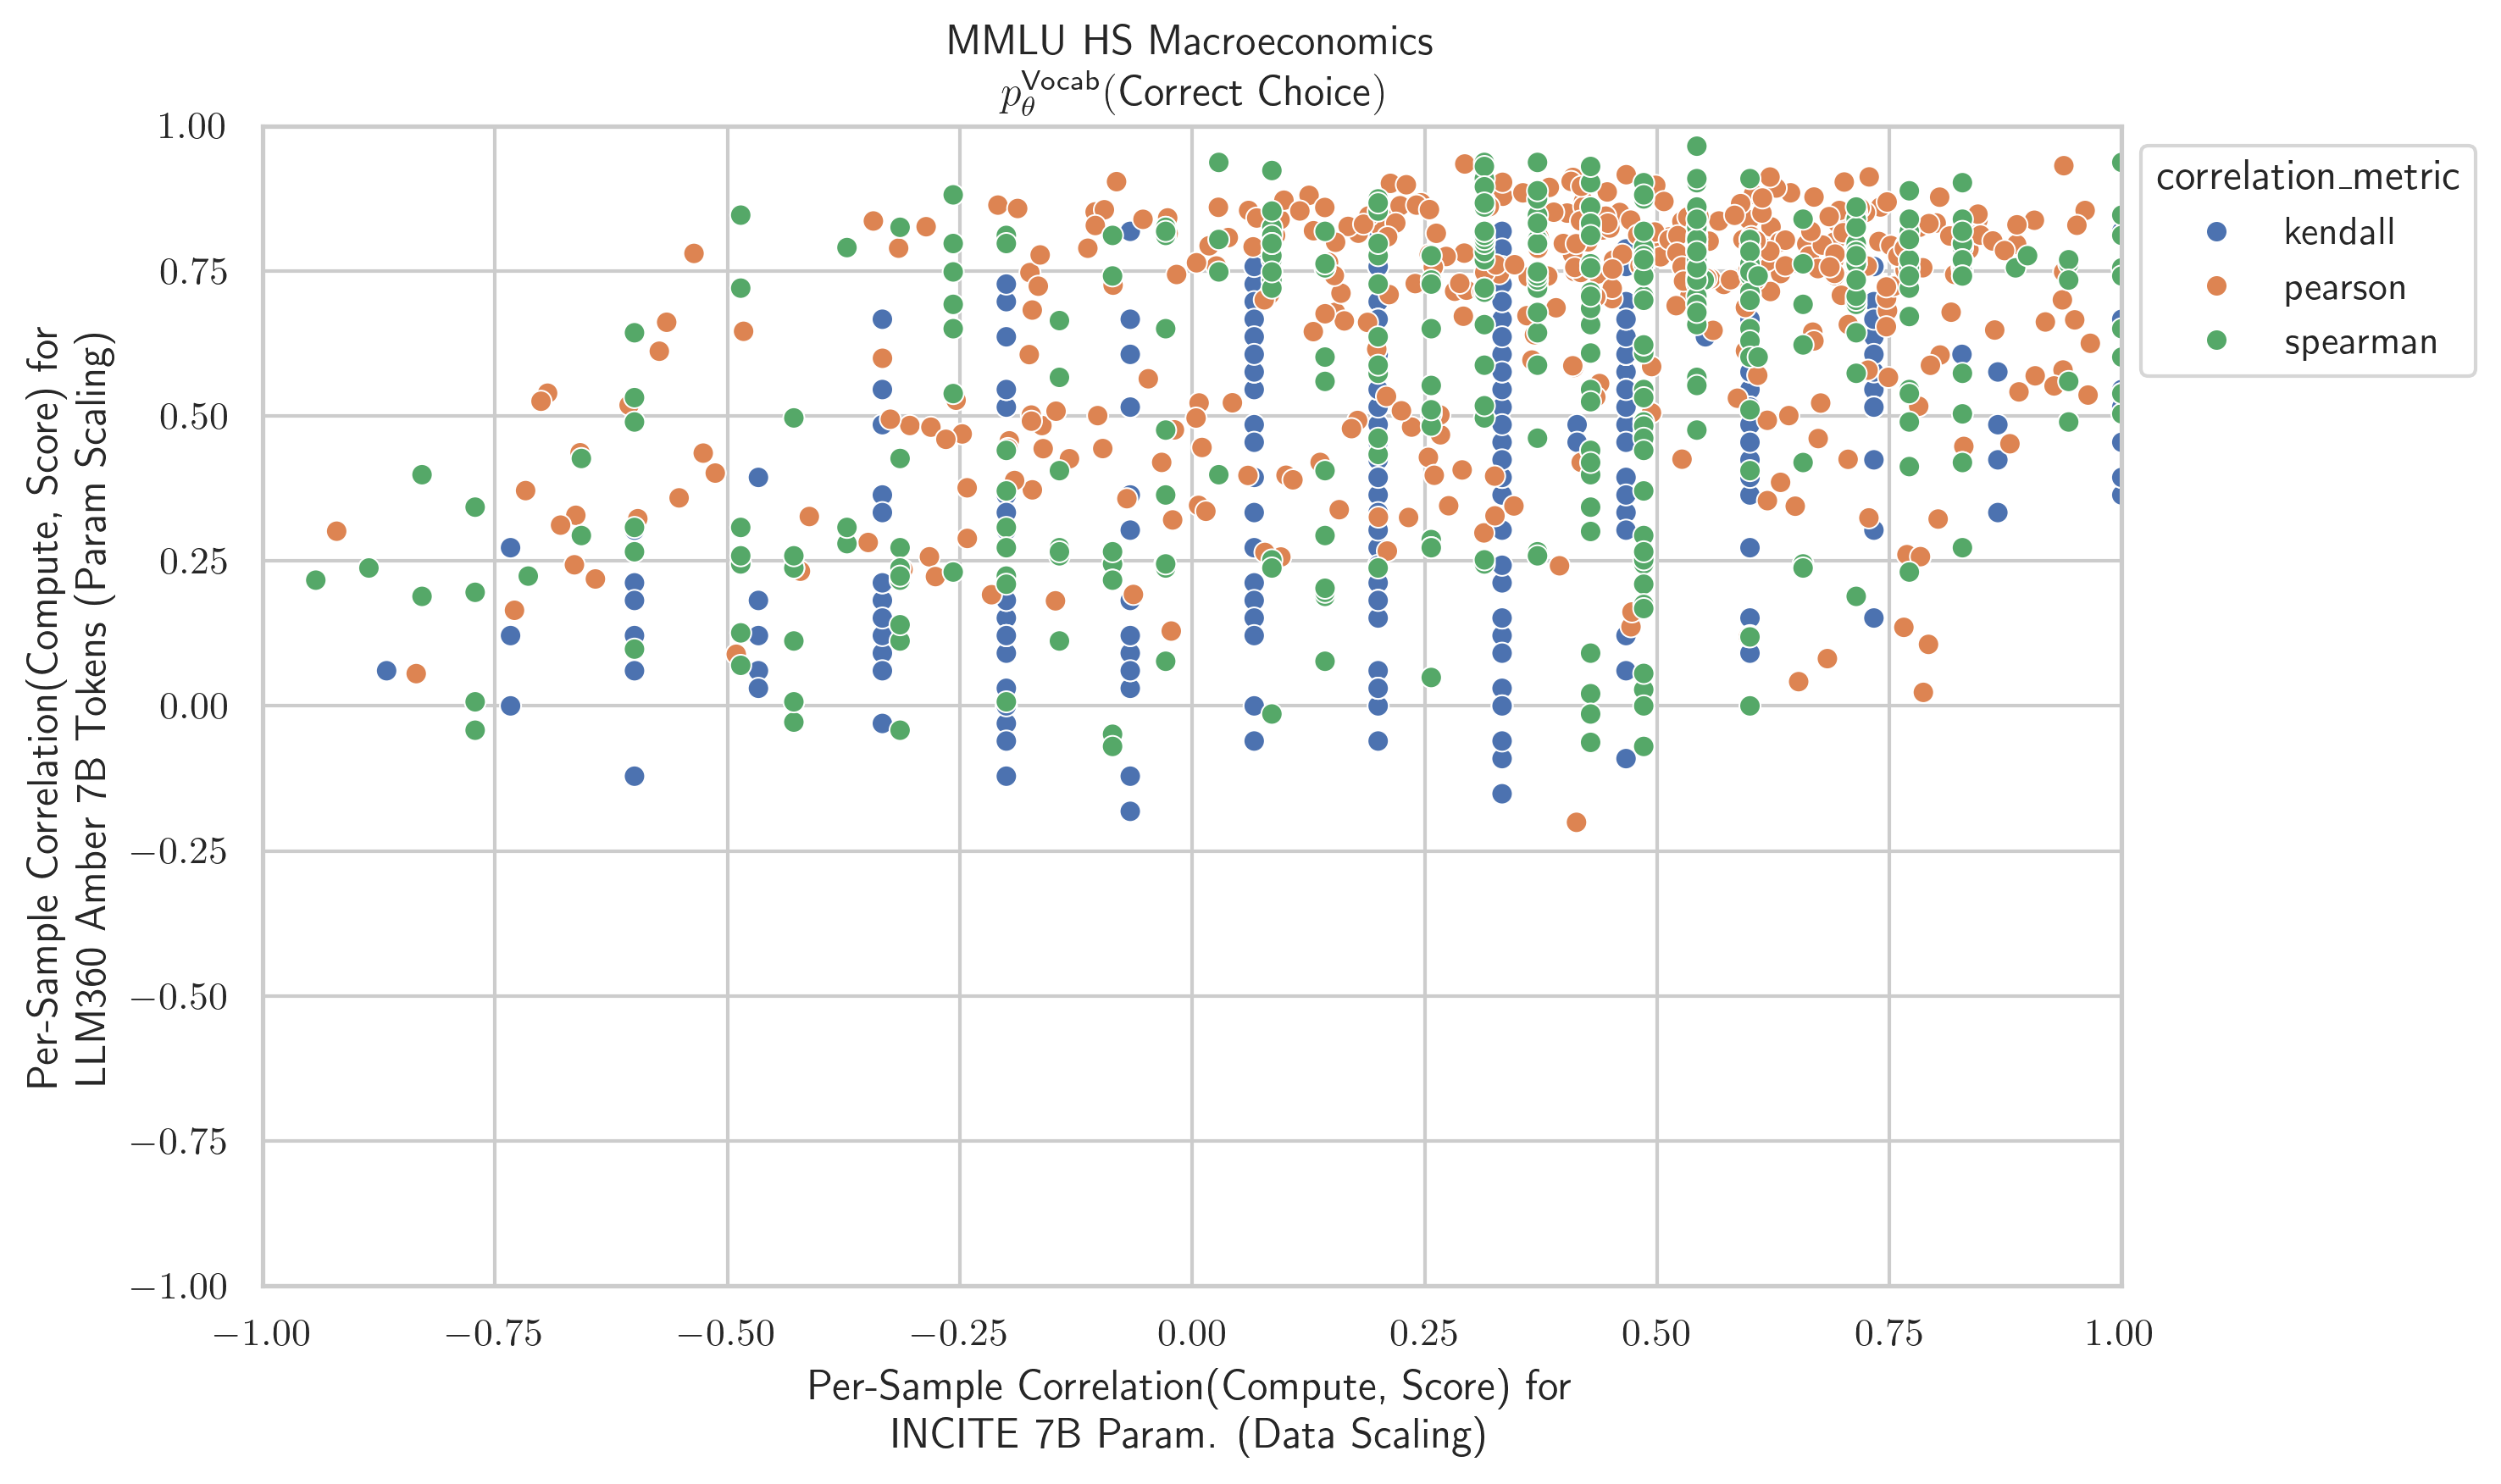 MMLU HS Macroeconomics
p_θ^Vocab(Correct Choice)
1.00
0.75
0.50
0.25
0.00
−0.25
−0.50
−0.75
−1.00
Per-Sample Correlation(Compute, Score) for
LLM360 Amber 7B Tokens (Param Scaling)
correlation_metric
kendall
pearson
spearman
−1.00 −0.75 −0.50 −0.25 0.00 0.25 0.50 0.75 1.00
Per-Sample Correlation(Compute, Score) for
INCITE 7B Param. (Data Scaling)